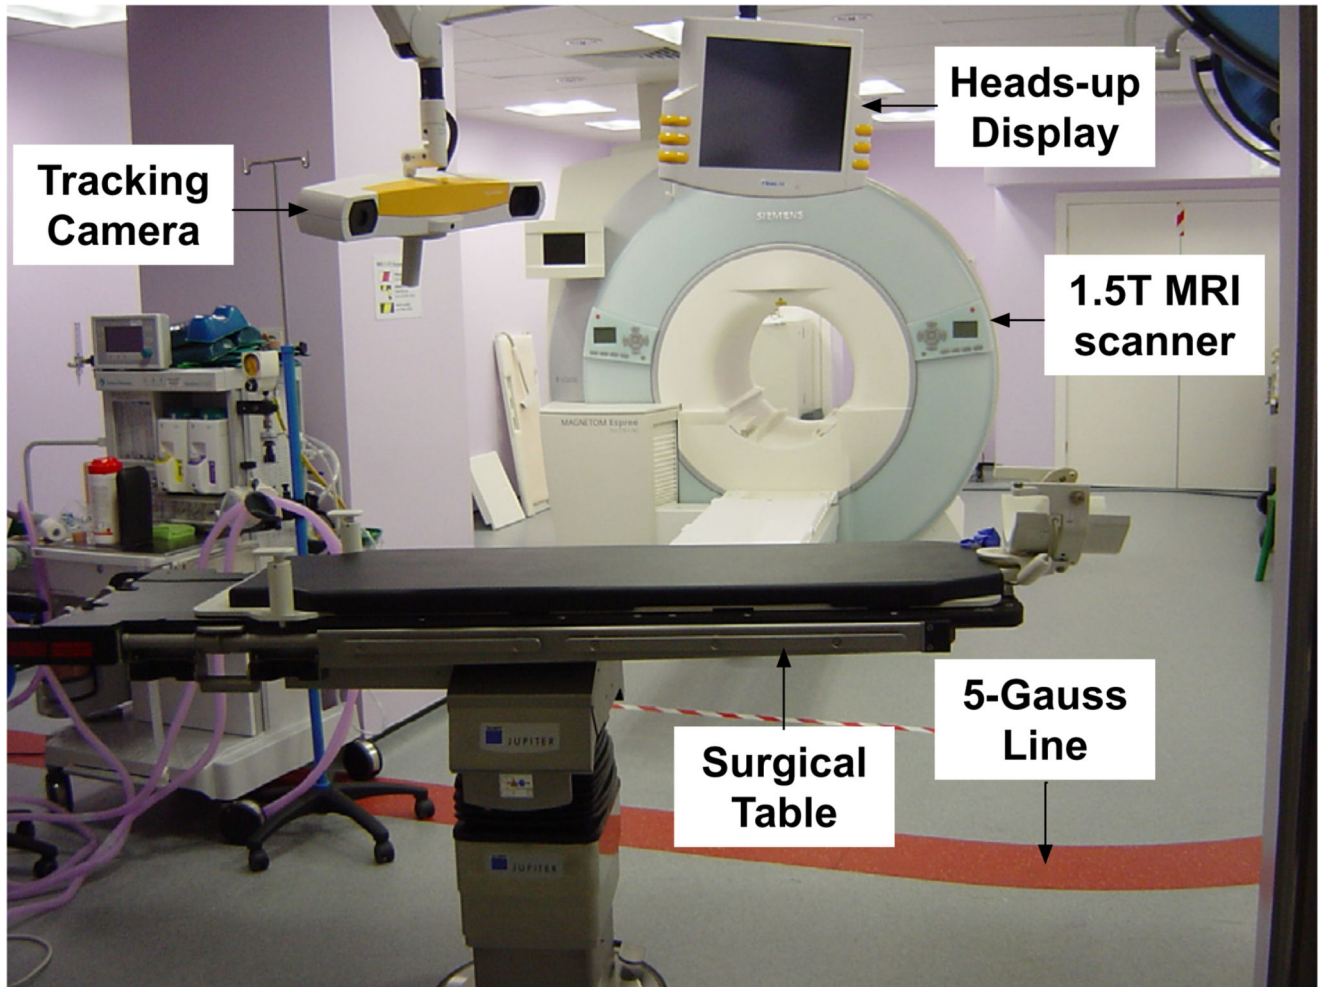 Heads-up
Display
Tracking
Camera
SIEMENS
1.5T MRI
scanner
MAGNETOM Espree
5-Gauss
Line
Surgical
Table
JUPITER
JUPITER